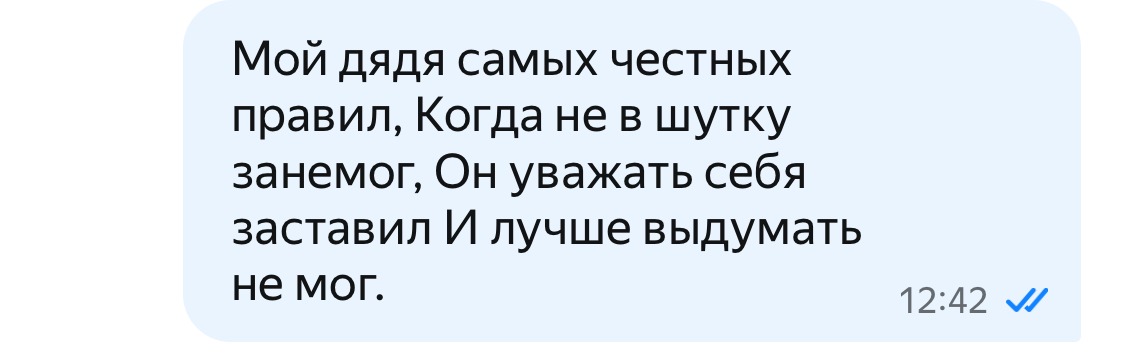 Мой дядя самых честных
правил, Когда не в шутку
занемог, Он уважать себя
заставил И лучше выдумать
не мог.
12:42